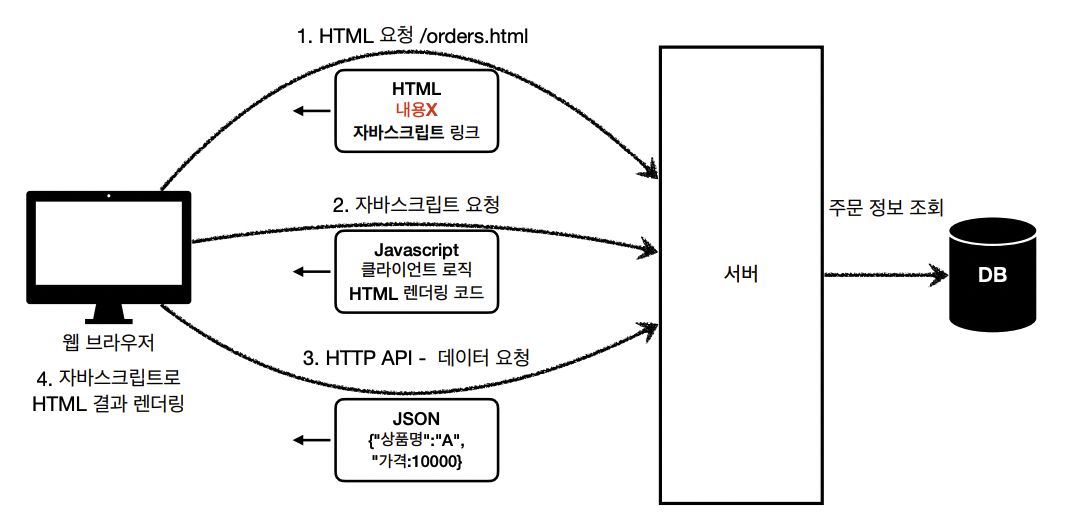 1. HTML 요청 /orders.html
HTML
내용X
자바스크립트 링크
2. 자바스크립트 요청
Javascript
클라이언트 로직
HTML 렌더링 코드
웹 브라우저
4. 자바스크립트로
HTML 결과 렌더링
3. HTTP API - 데이터 요청
JSON
{"상품명":"A",
"가격:10000}
서버
주문 정보 조회
DB